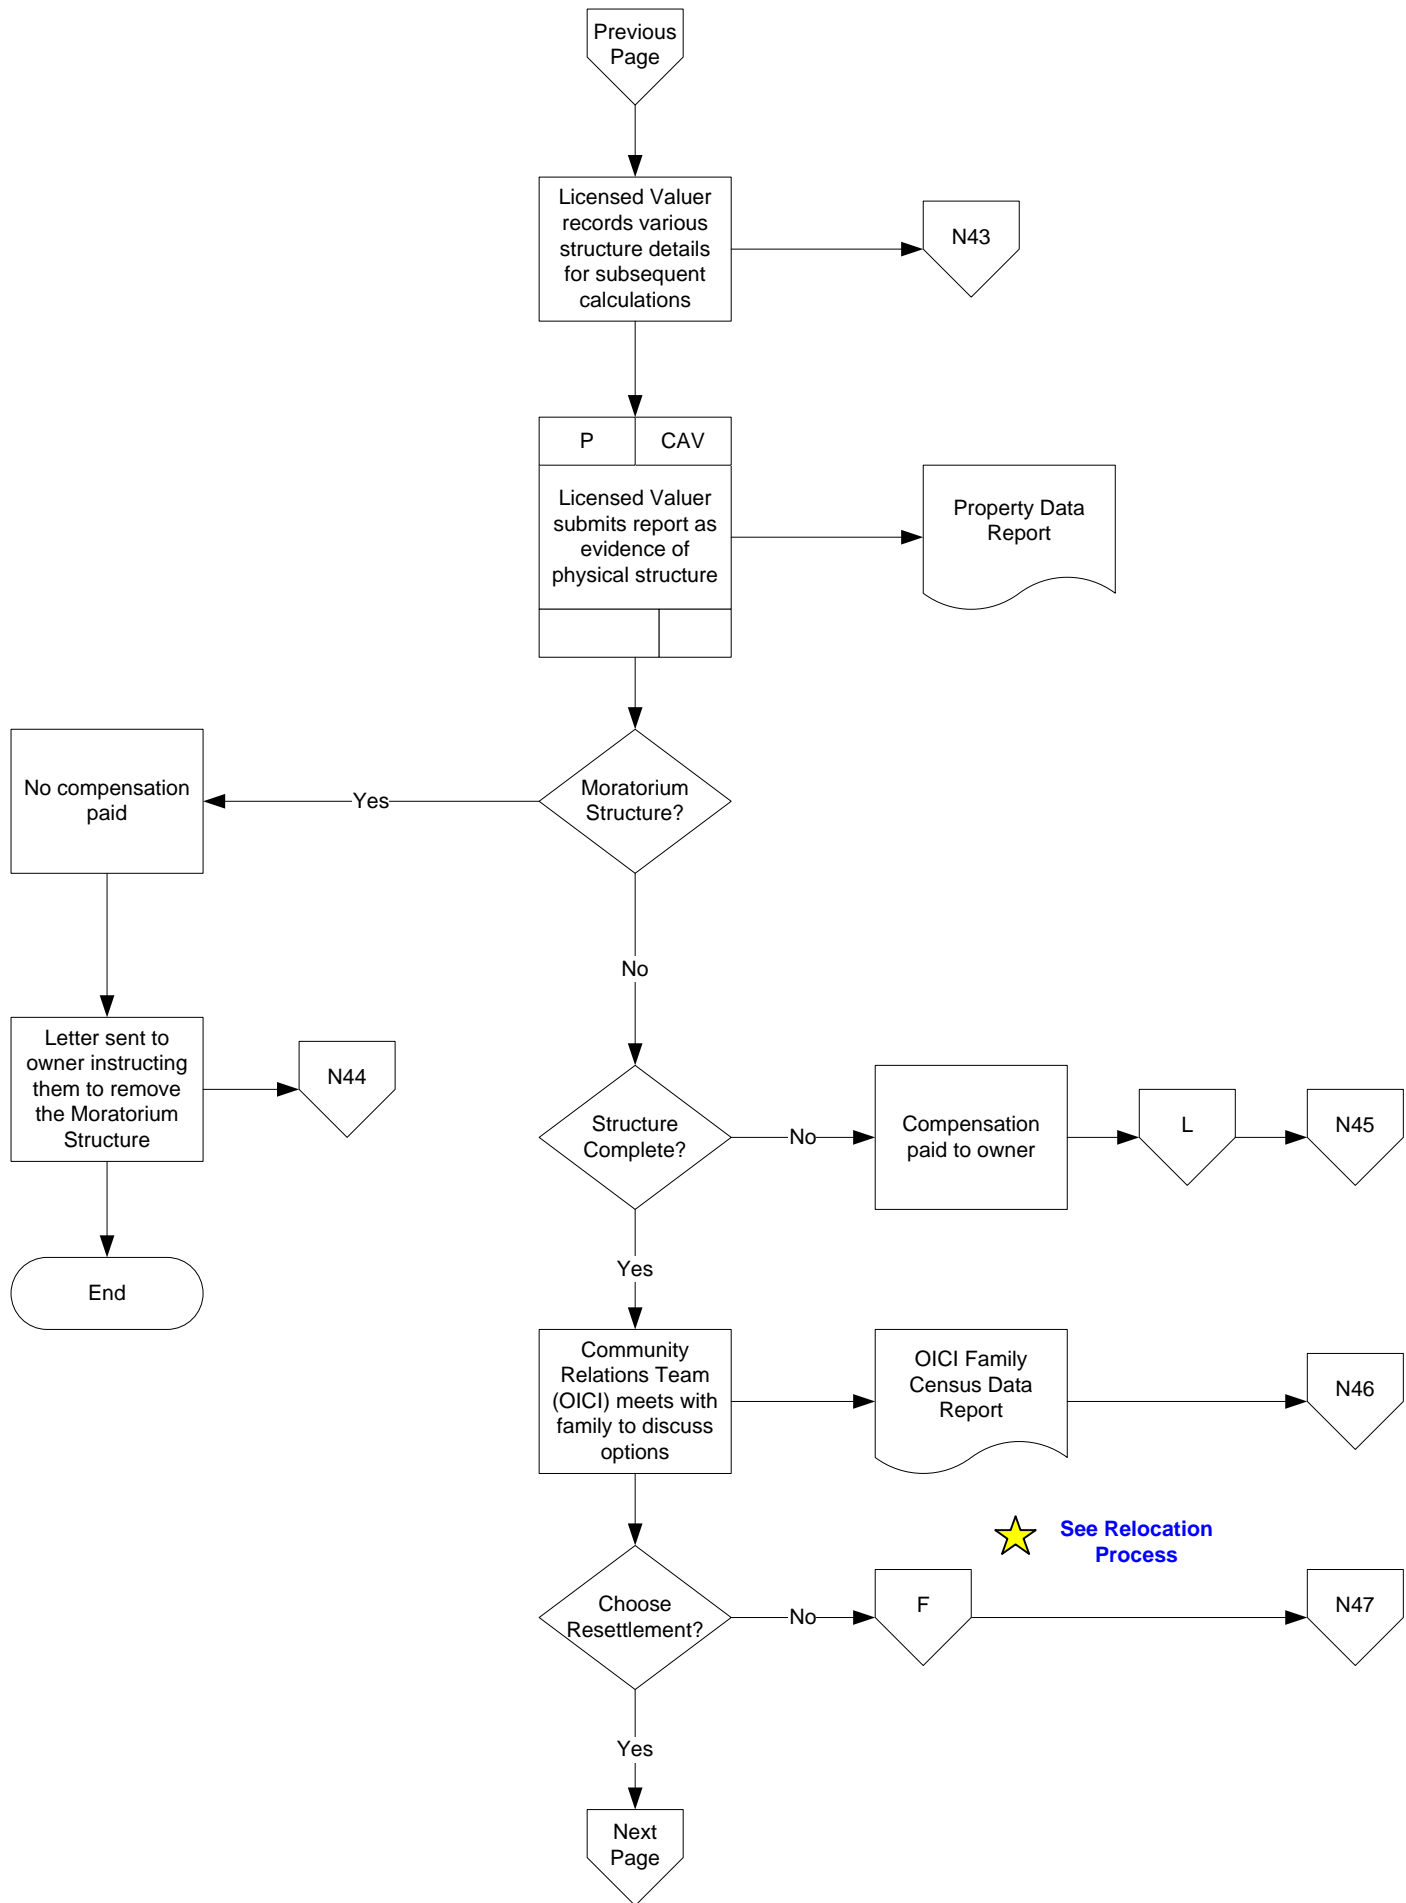 Previous
Page
Licensed Valuer
records various
structure details
for subsequent
calculations
N43
P
CAV
Licensed Valuer
submits report as
evidence of
physical structure
Property Data
Report
Moratorium
Structure?
Yes
No compensation
paid
No
Letter sent to
owner instructing
them to remove
the Moratorium
Structure
N44
End
Structure
Complete?
No
Compensation
paid to owner
L
N45
Yes
Community
Relations Team
(OICI) meets with
family to discuss
options
OICI Family
Census Data
Report
N46
See Relocation
Process
Choose
Resettlement?
No
F
N47
Yes
Next
Page